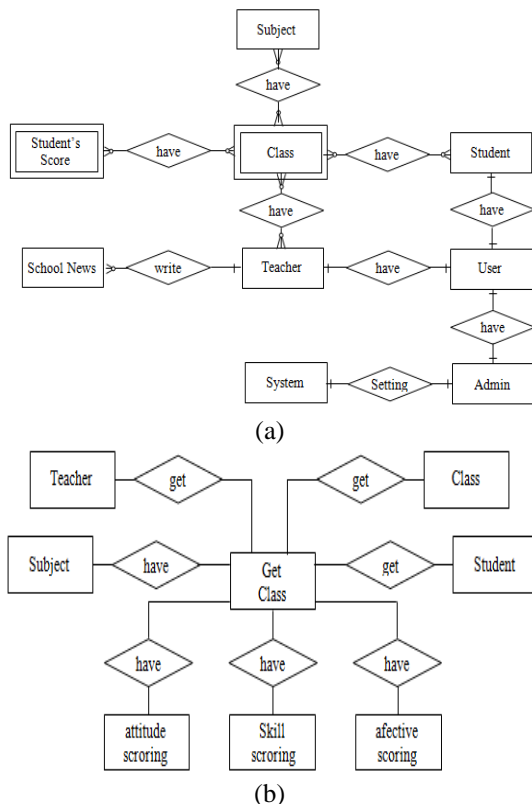 Subject
have
Student's
Score
have
Class
have
Student
have
have
School News
write
Teacher
have
User
have
System
Setting
Admin
(a)
Teacher
get
get
Class
Subject
have
Get
Class
get
Student
have
have
have
attitude
scroring
Skill
scroring
afective
scoring
(b)